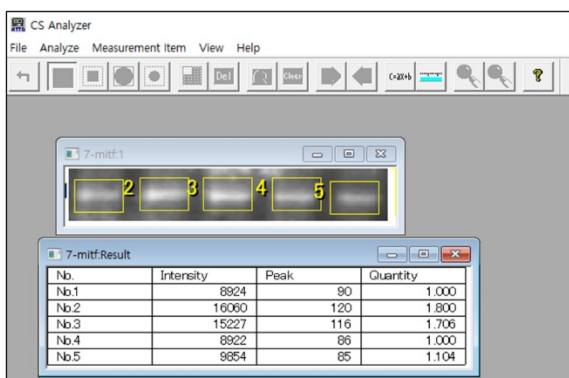 CS Analyzer
File Analyze Measurement Item View Help
Del Clear C=aX+b ?
7-mitf:1
2 3 4 5
7-mitf:Result
No. Intensity Peak Quantity
No.1 8924 90 1.000
No.2 16060 120 1.800
No.3 15227 116 1.706
No.4 8922 86 1.000
No.5 9854 85 1.104